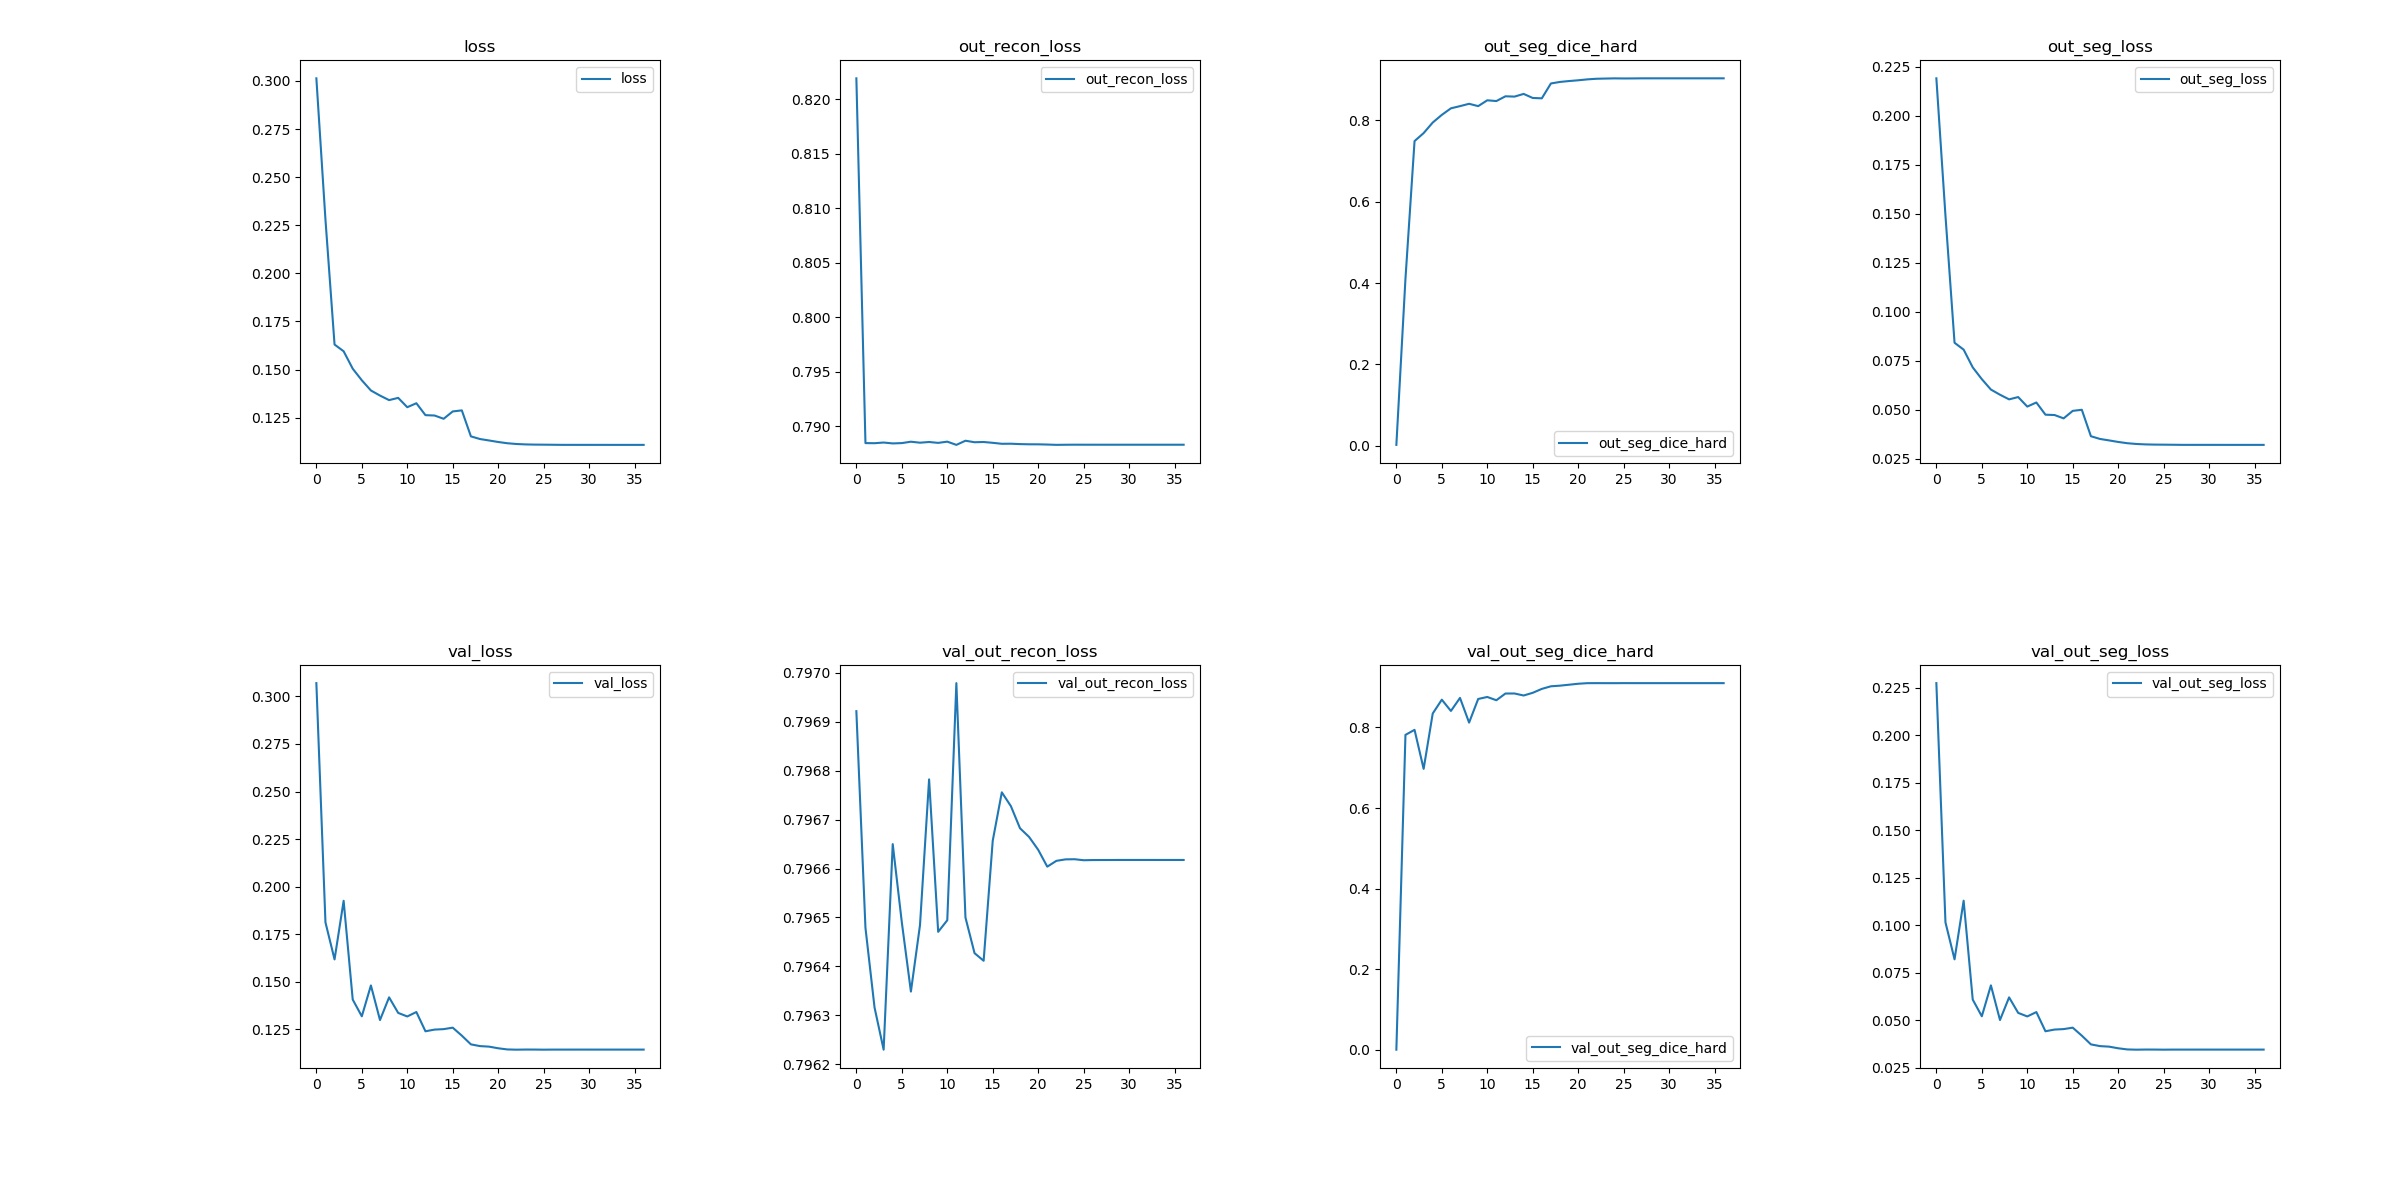 loss
loss
0.300
0.275
0.250
0.225
0.200
0.175
0.150
0.125
0 5 10 15 20 25 30 35
out_recon_loss
out_recon_loss
0.820
0.815
0.810
0.805
0.800
0.795
0.790
0 5 10 15 20 25 30 35
out_seg_dice_hard
0.8
0.6
0.4
0.2
0.0
out_seg_dice_hard
0 5 10 15 20 25 30 35
out_seg_loss
0.225
out_seg_loss
0.200
0.175
0.150
0.125
0.100
0.075
0.050
0.025
0 5 10 15 20 25 30 35
val_loss
val_loss
0.300
0.275
0.250
0.225
0.200
0.175
0.150
0.125
0 5 10 15 20 25 30 35
val_out_recon_loss
0.7970
val_out_recon_loss
0.7969
0.7968
0.7967
0.7966
0.7965
0.7964
0.7963
0.7962
0 5 10 15 20 25 30 35
val_out_seg_dice_hard
0.8
0.6
0.4
0.2
0.0
val_out_seg_dice_hard
0 5 10 15 20 25 30 35
val_out_seg_loss
val_out_seg_loss
0.225
0.200
0.175
0.150
0.125
0.100
0.075
0.050
0.025
0 5 10 15 20 25 30 35